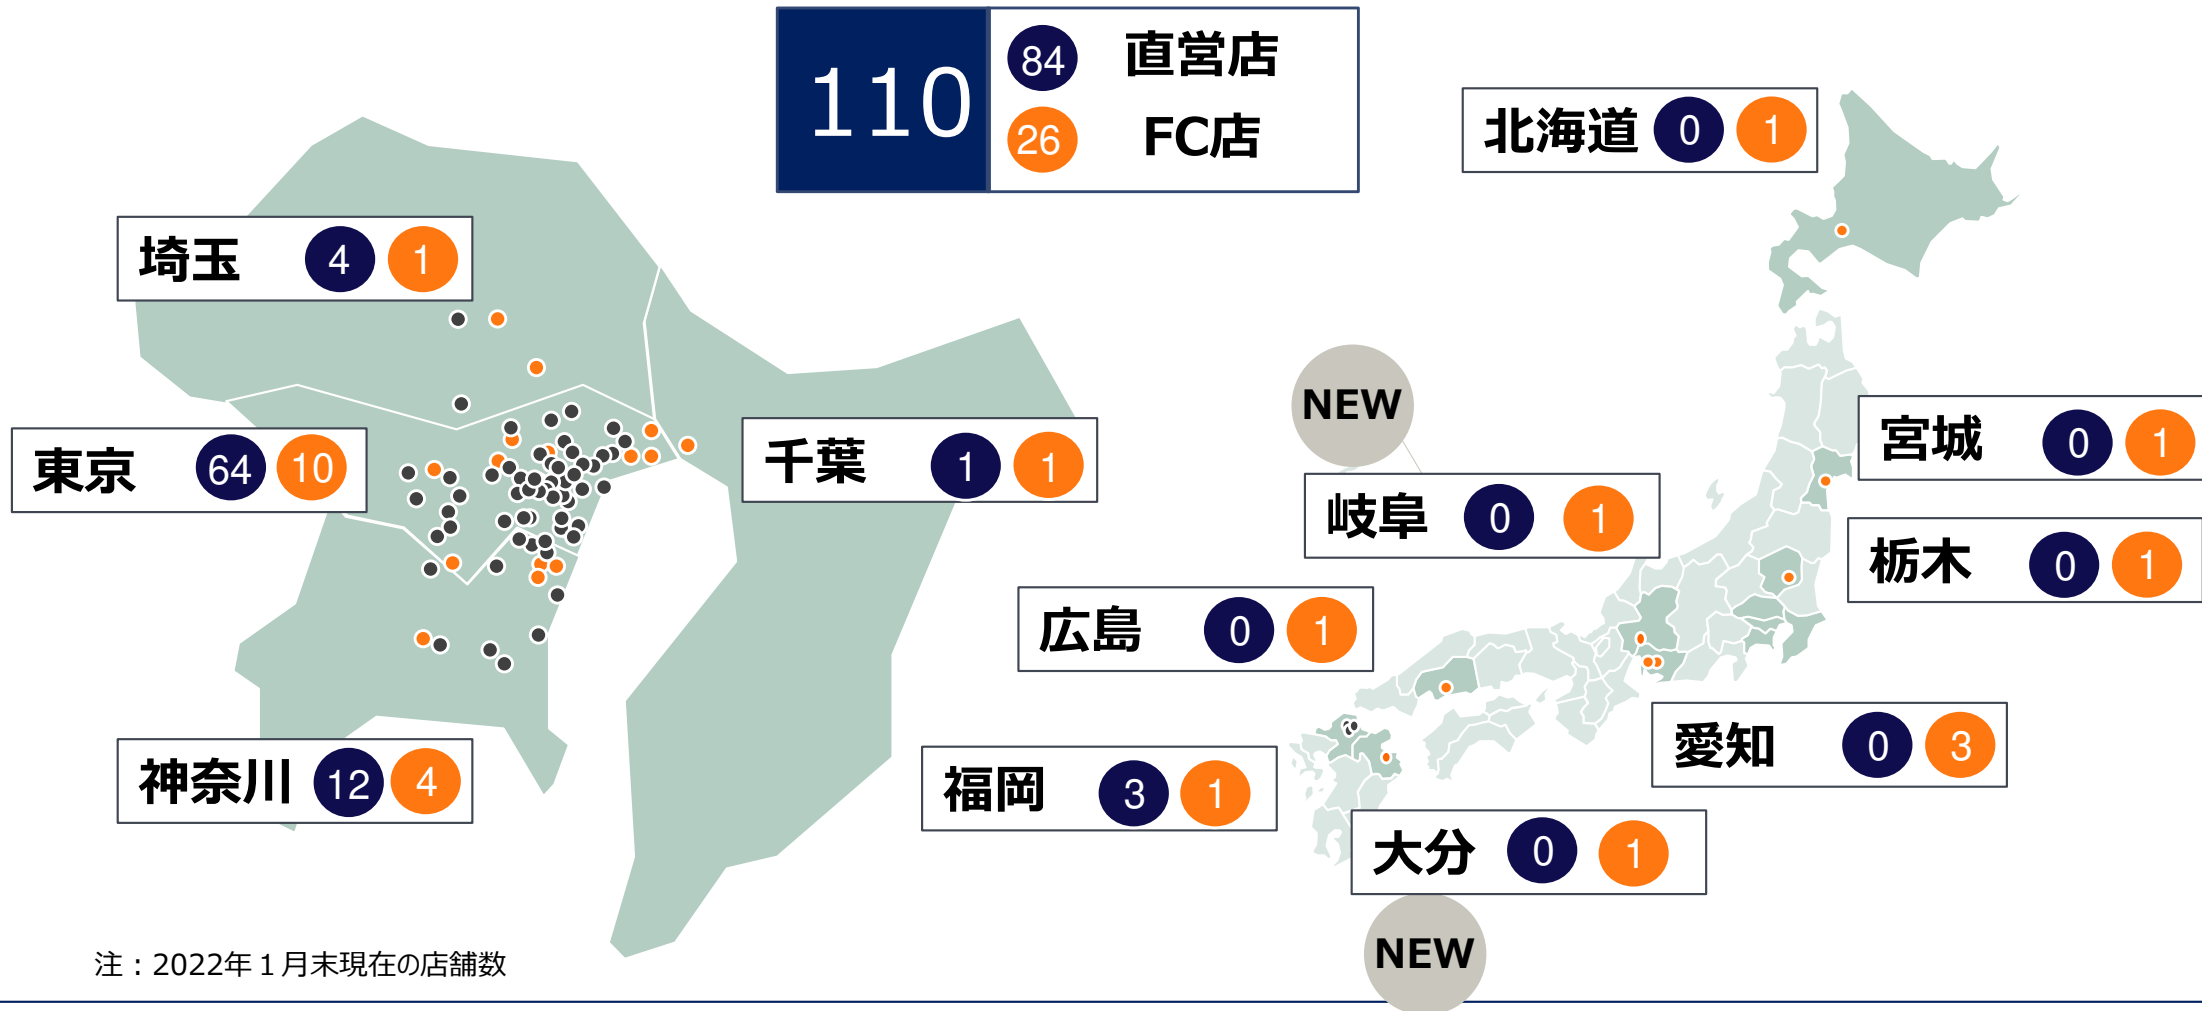 110
84 直営店
26 FC店
北海道 0 1
埼玉 4 1
NEW
宮城 0 1
東京 64 10
千葉 1 1
岐阜 0 1
栃木 0 1
広島 0 1
愛知 0 3
神奈川 12 4
福岡 3 1
大分 0 1
NEW
注：2022年１月末現在の店舗数